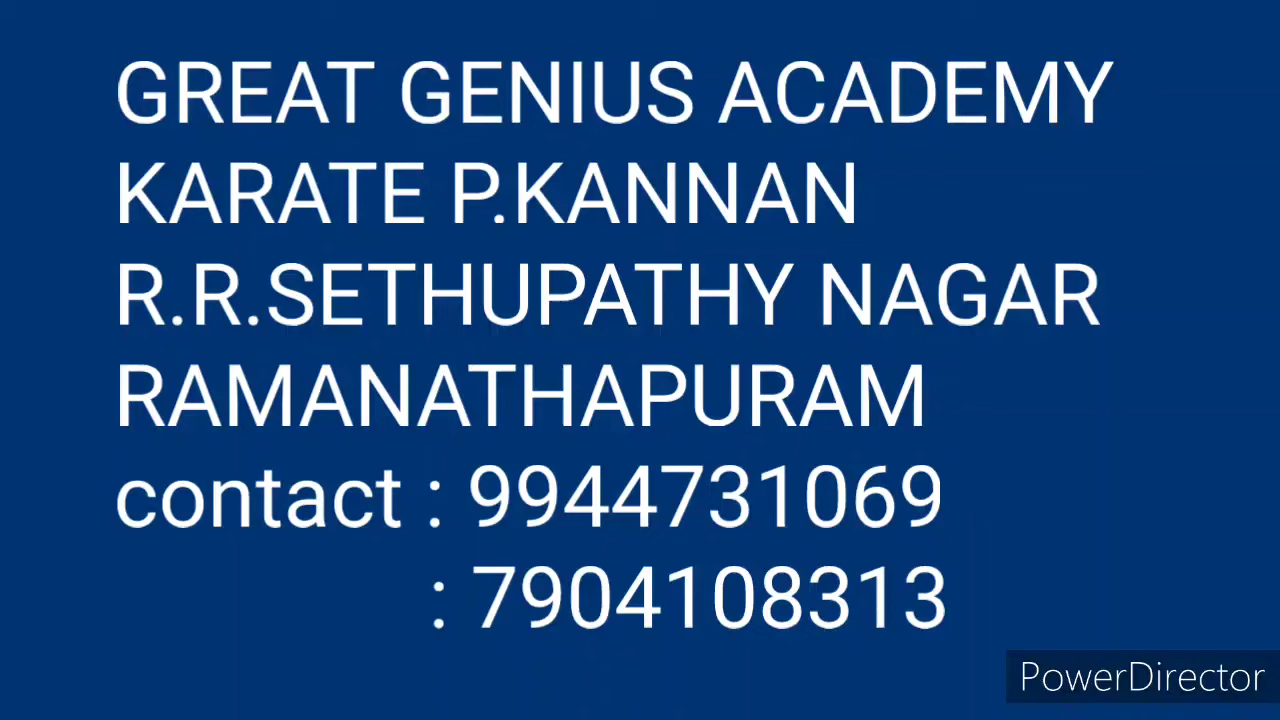 GREAT GENIUS ACADEMY
KARATE P.KANNAN
R.R.SETHUPATHY NAGAR
RAMANATHAPURAM
contact : 9944731069
: 7904108313
PowerDirector